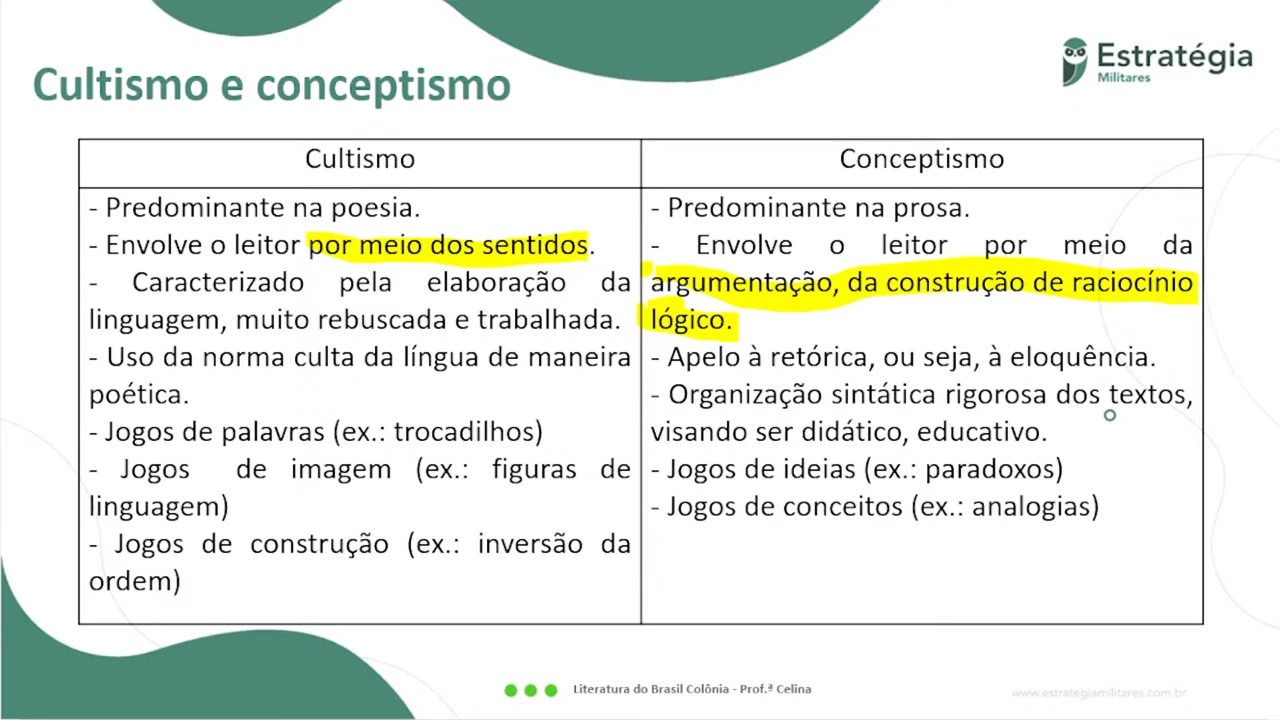 Estratégia
Militares
Cultismo e conceptismo
Cultismo
- Predominante na poesia.
- Envolve o leitor por meio dos sentidos.
- Caracterizado pela elaboração da
linguagem, muito rebuscada e trabalhada.
- Uso da norma culta da língua de maneira
poética.
- Jogos de palavras (ex.: trocadilhos)
- Jogos de imagem (ex.: figuras de
linguagem)
- Jogos de construção (ex.: inversão da
ordem)
Conceptismo
- Predominante na prosa.
- Envolve o leitor por meio da
argumentação, da construção de raciocínio
lógico.
- Apelo à retórica, ou seja, à eloquência.
- Organização sintática rigorosa dos textos,
visando ser didático, educativo.
- Jogos de ideias (ex.: paradoxos)
- Jogos de conceitos (ex.: analogias)
Literatura do Brasil Colônia - Prof.ª Celina
www.estrategiamilitares.com.br